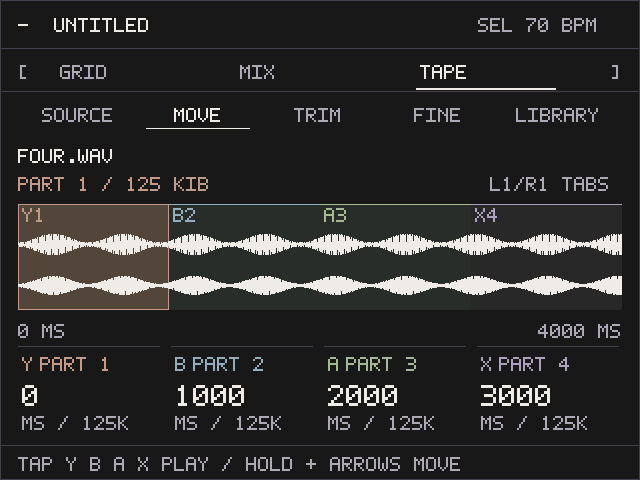 – UNTITLED SEL 70 BPM
[ GRID MIX TAPE ]
SOURCE MOVE TRIM FINE LIBRARY
FOUR.WAV
PART 1 / 125 KIB L1/R1 TABS
Y1 B2 A3 X4
0 MS 4000 MS
Y PART 1 B PART 2 A PART 3 X PART 4
0 1000 2000 3000
MS / 125K MS / 125K MS / 125K MS / 125K
TAP Y B A X PLAY / HOLD + ARROWS MOVE